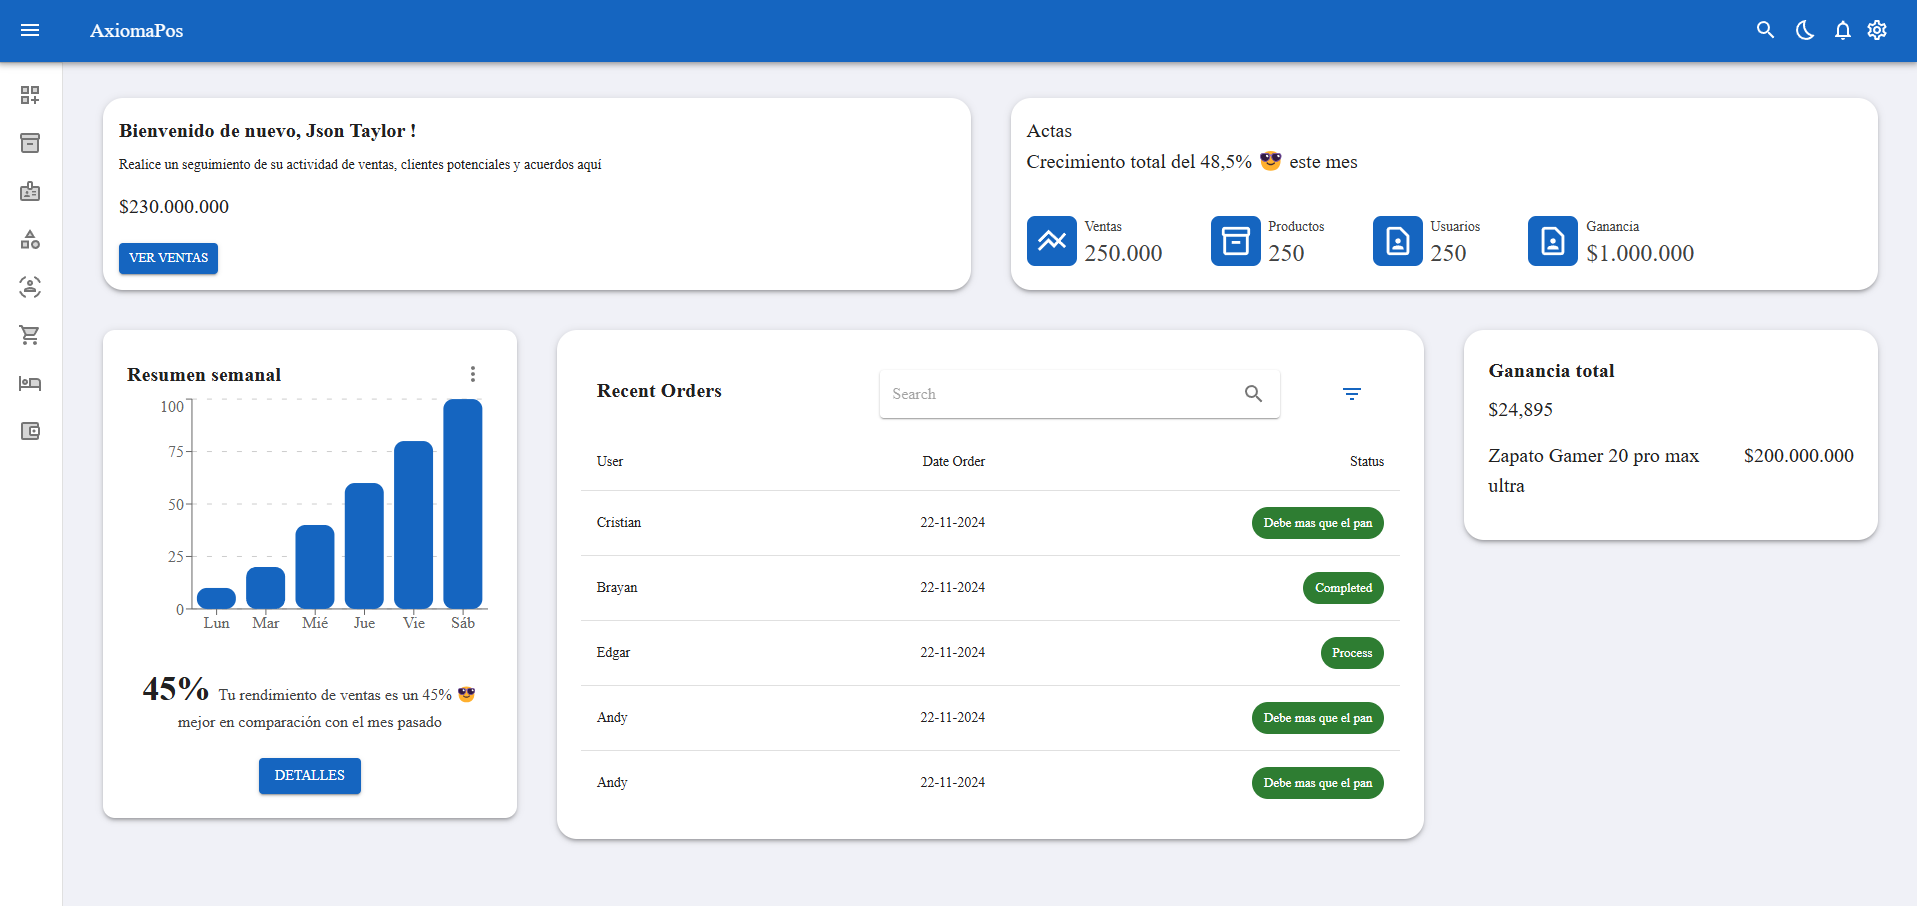 AxiomaPos
Bienvenido de nuevo, Json Taylor !
Realice un seguimiento de su actividad de ventas, clientes potenciales y acuerdos aquí
$230.000.000
VER VENTAS
Actas
Crecimiento total del 48,5% 😎 este mes
Ventas
250.000
Productos
250
Usuarios
250
Ganancia
$1.000.000
Resumen semanal
100
75
50
25
0
Lun Mar Mié Jue Vie Sáb
45% Tu rendimiento de ventas es un 45% 😎
mejor en comparación con el mes pasado
DETALLES
Recent Orders
Search
User Date Order Status
Cristian 22-11-2024 Debe mas que el pan
Brayan 22-11-2024 Completed
Edgar 22-11-2024 Process
Andy 22-11-2024 Debe mas que el pan
Andy 22-11-2024 Debe mas que el pan
Ganancia total
$24,895
Zapato Gamer 20 pro max $200.000.000
ultra